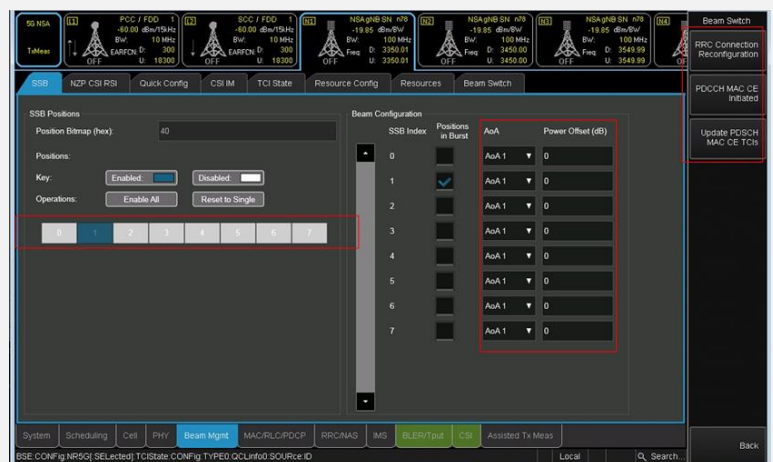 5G NSA
TxMeas
L1
PCC / FDD 1
-60.00 dBm/15kHz
BW: 10 MHz
EARFCN: D: 300
U: 18300
OFF
L2
SCC / FDD 1
-60.00 dBm/15kHz
BW: 10 MHz
EARFCN: D: 300
U: 18300
OFF
N1
NSA gNB SN n78
-19.85 dBm/BW
BW: 100 MHz
Freq D: 3350.01
U: 3350.01
OFF
N2
NSA gNB SN n78
-19.85 dBm/BW
BW: 100 MHz
Freq D: 3450.00
U: 3450.00
OFF
N3
NSA gNB SN n78
-19.85 dBm/BW
BW: 100 MHz
Freq D: 3549.99
U: 3549.99
OFF
N4
Beam Switch
RRC Connection
Reconfiguration
PDCCH MAC CE
Initiated
Update PDSCH
MAC CE TCIs
Back
SSB NZP CSI RSI Quick Config CSI IM TCI State Resource Config Resources Beam Switch
SSB Positions
Position Bitmap (hex): 40
Positions:
Key: Enabled: Disabled:
Operations: Enable All Reset to Single
0 1 2 3 4 5 6 7
Beam Configuration
SSB Index Positions in Burst AoA Power Offset (dB)
0 AoA 1 0
1 AoA 1 0
2 AoA 1 0
3 AoA 1 0
4 AoA 1 0
5 AoA 1 0
6 AoA 1 0
7 AoA 1 0
System Scheduling Cell PHY Beam Mgmt MAC/RLC/PDCP RRC/NAS IMS BLER/Tput CSI Assisted Tx Meas
BSE:CONFig:NR5G[:SELected]:TCIState:CONFig:TYPE0:QCLinfo0:SOURce:ID
Local Search...